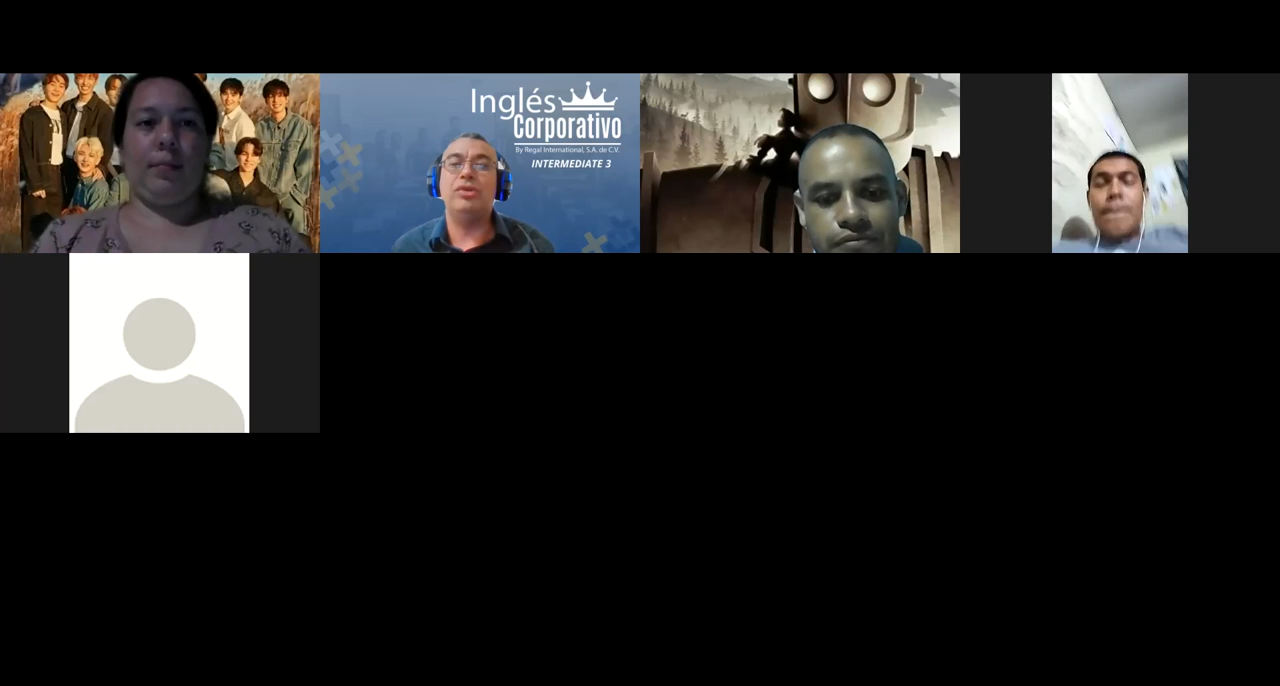 Inglés
Corporativo
By Regal International, S.A. de C.V.
INTERMEDIATE 3